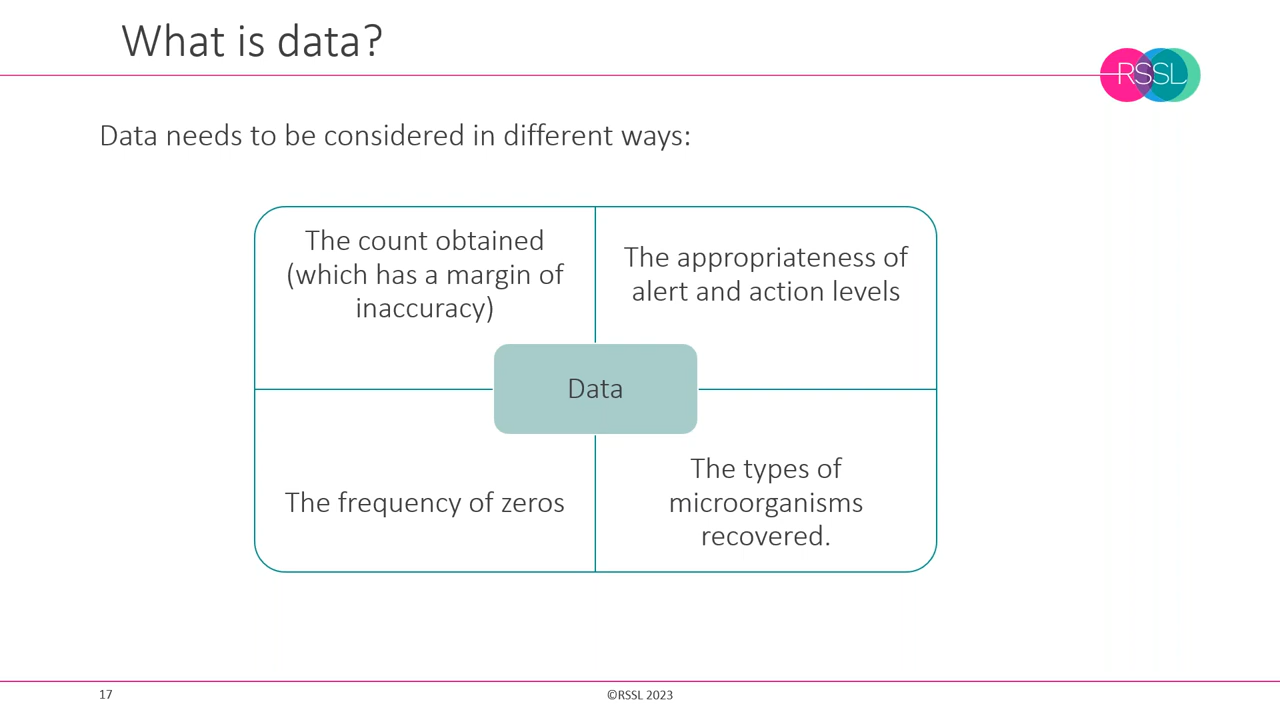 What is data?
RSSL
Data needs to be considered in different ways:
The count obtained
(which has a margin of
inaccuracy)
The appropriateness of
alert and action levels
Data
The frequency of zeros
The types of
microorganisms
recovered.
17
©RSSL 2023